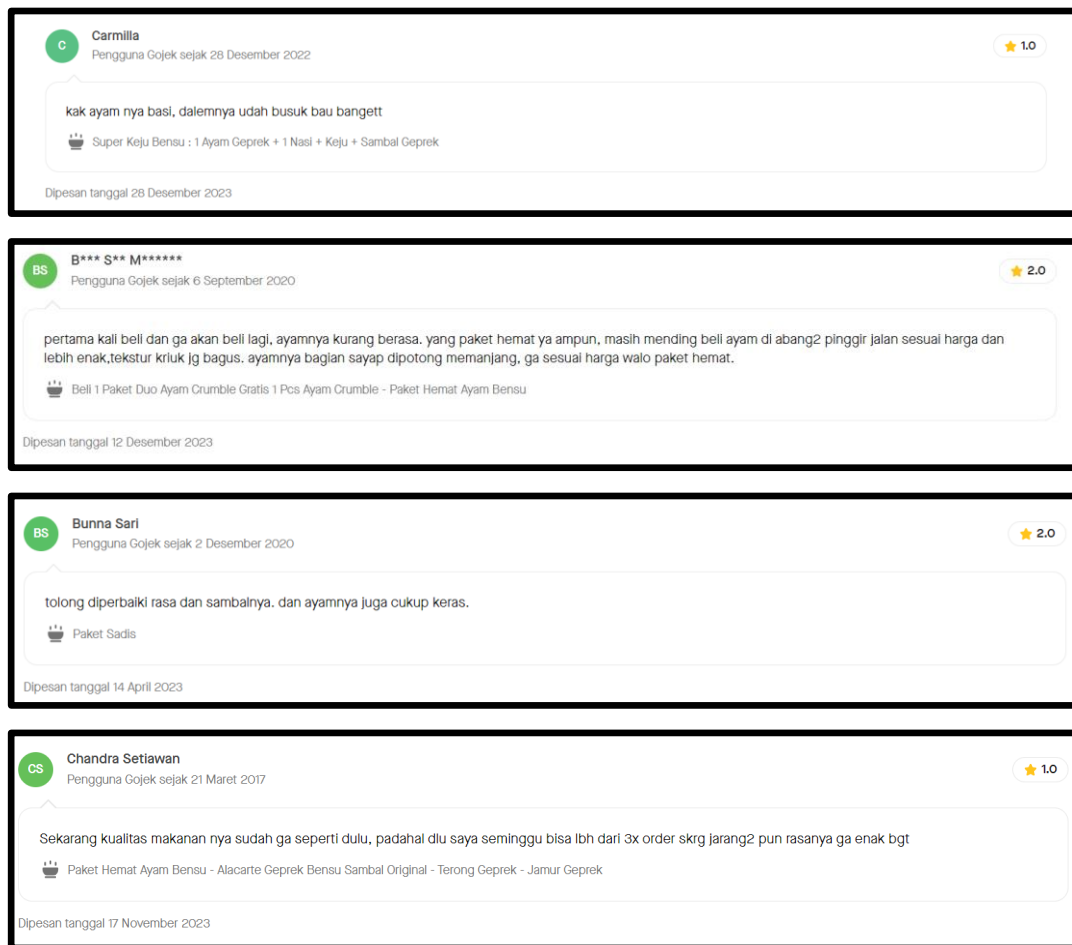 C
Carmilla
Pengguna Gojek sejak 28 Desember 2022
1.0
kak ayam nya basi, dalemnya udah busuk bau bangett
Super Keju Bensu : 1 Ayam Geprek + 1 Nasi + Keju + Sambal Geprek
Dipesan tanggal 28 Desember 2023
BS
B*** S** M******
Pengguna Gojek sejak 6 September 2020
2.0
pertama kali beli dan ga akan beli lagi, ayamnya kurang berasa. yang paket hemat ya ampun, masih mending beli ayam di abang2 pinggir jalan sesuai harga dan
lebih enak,tekstur kriuk jg bagus. ayamnya bagian sayap dipotong memanjang, ga sesuai harga walo paket hemat.
Beli 1 Paket Duo Ayam Crumble Gratis 1 Pcs Ayam Crumble - Paket Hemat Ayam Bensu
Dipesan tanggal 12 Desember 2023
BS
Bunna Sari
Pengguna Gojek sejak 2 Desember 2020
2.0
tolong diperbaiki rasa dan sambalnya. dan ayamnya juga cukup keras.
Paket Sadis
Dipesan tanggal 14 April 2023
CS
Chandra Setiawan
Pengguna Gojek sejak 21 Maret 2017
1.0
Sekarang kualitas makanan nya sudah ga seperti dulu, padahal dlu saya seminggu bisa lbh dari 3x order skrg jarang2 pun rasanya ga enak bgt
Paket Hemat Ayam Bensu - Alacarte Geprek Bensu Sambal Original - Terong Geprek - Jamur Geprek
Dipesan tanggal 17 November 2023